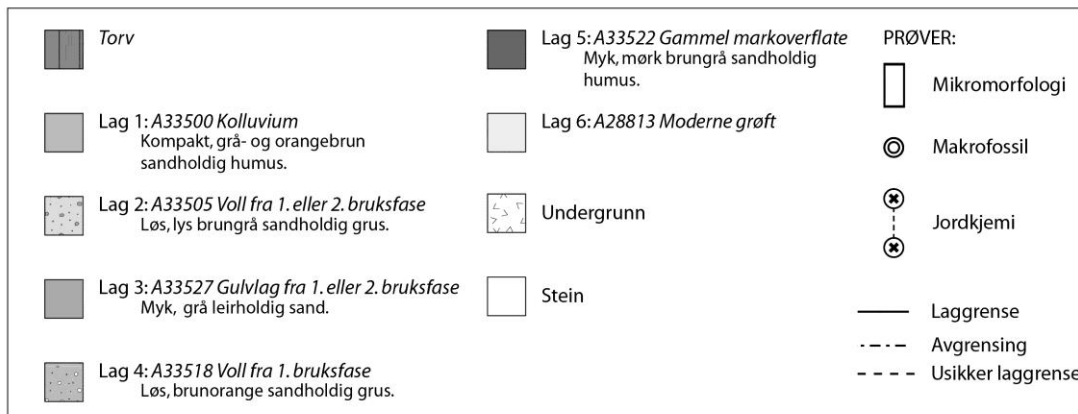 Torv
Lag 1: A33500 Kolluvium
Kompakt, grå- og orangebrun
sandholdig humus.
Lag 2: A33505 Voll fra 1. eller 2. bruksfase
Løs, lys brungrå sandholdig grus.
Lag 3: A33527 Gulvlag fra 1. eller 2. bruksfase
Myk, grå leirholdig sand.
Lag 4: A33518 Voll fra 1. bruksfase
Løs, brunorange sandholdig grus.
Lag 5: A33522 Gammel markoverflate
Myk, mørk brungrå sandholdig
humus.
Lag 6: A28813 Moderne grøft
Undergrunn
Stein
PRØVER:
Mikromorfologi
Makrofossil
Jordkjemi
Laggrense
Avgrensing
Usikker laggrense